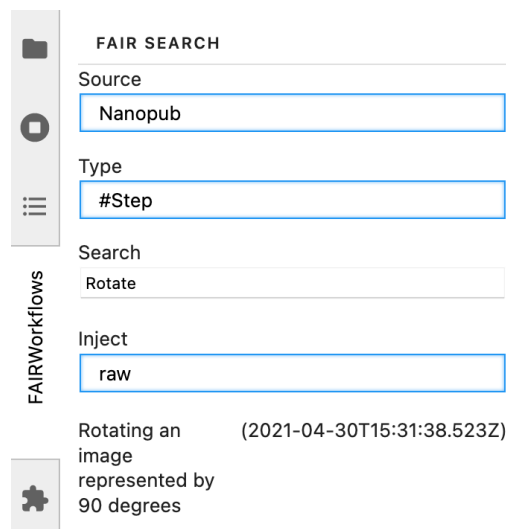 FAIR SEARCH
Source
Nanopub
Type
#Step
Search
Rotate
Inject
raw
Rotating an (2021-04-30T15:31:38.523Z)
image
represented by
90 degrees
FAIRWorkflows